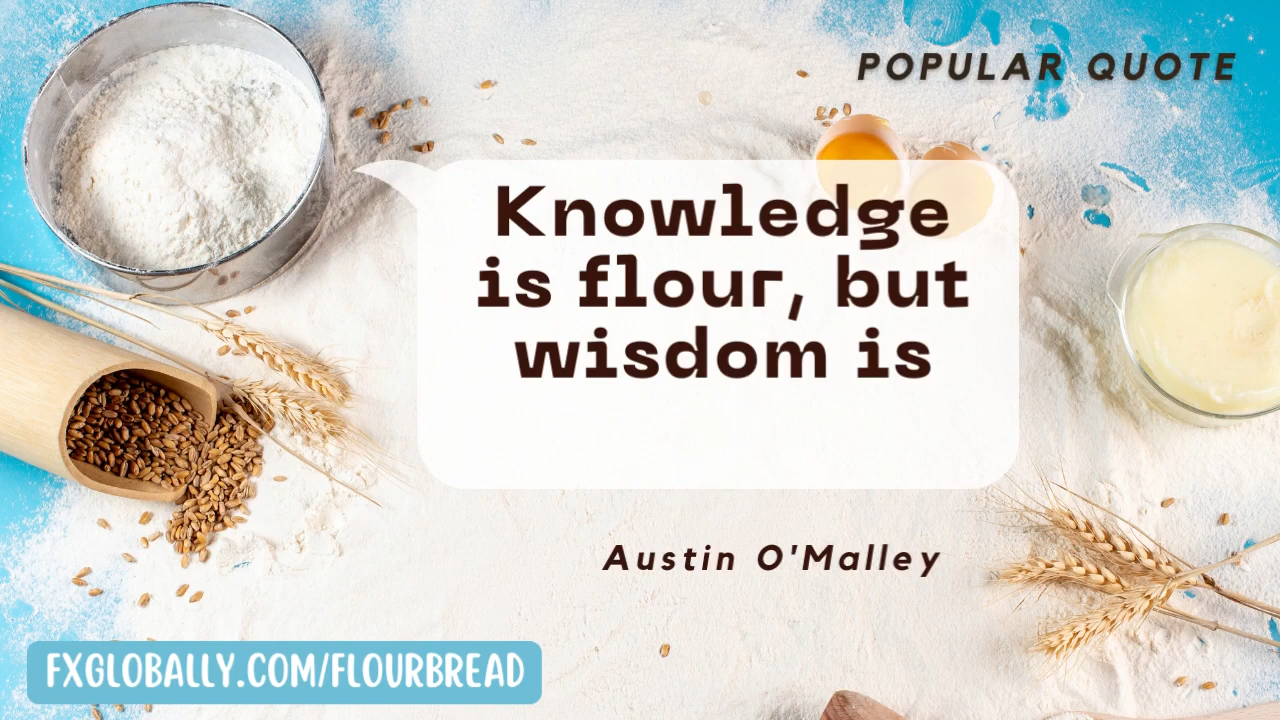 POPULAR QUOTE
Knowledge
is flour, but
wisdom is
Austin O'Malley
FXGLOBALLY.COM/FLOURBREAD